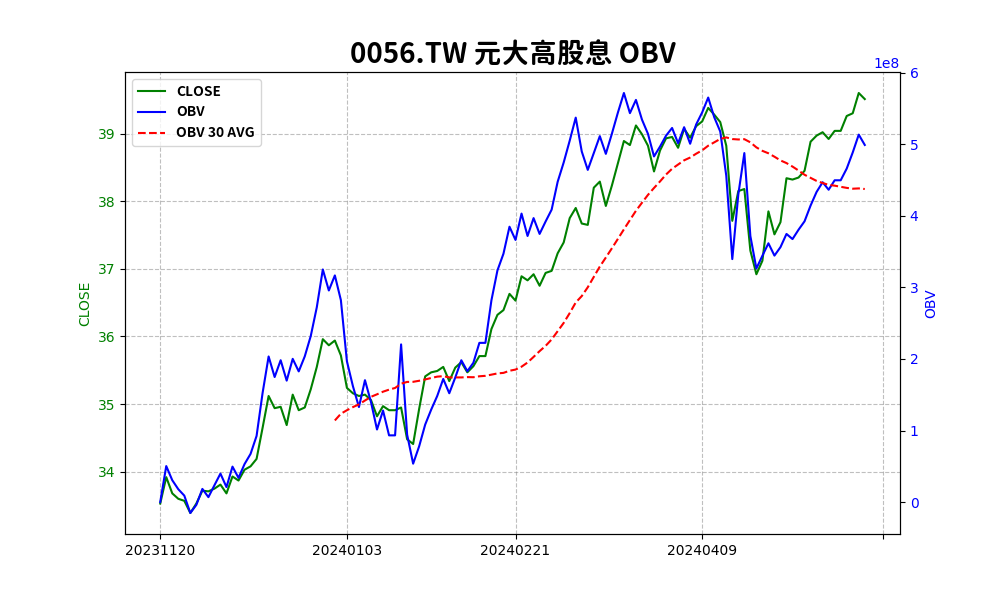 0056.TW 元大高股息 OBV
1e8
CLOSE
OBV
OBV 30 AVG
39
38
37
36
35
34
CLOSE
6
5
4
3
2
1
0
OBV
20231120
20240103
20240221
20240409